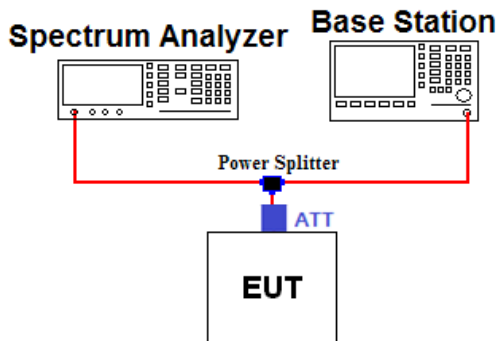 Spectrum Analyzer
Base Station
Power Splitter
ATT
EUT